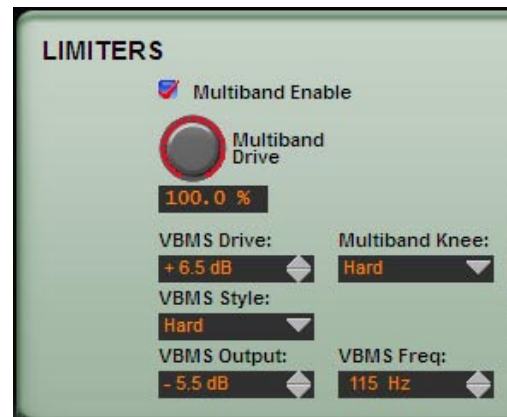 LIMITERS
Multiband Enable
Multiband
Drive
100.0 %
VBMS Drive:
Multiband Knee:
+ 6.5 dB
Hard
VBMS Style:
Hard
VBMS Output:
VBMS Freq:
- 5.5 dB
115 Hz